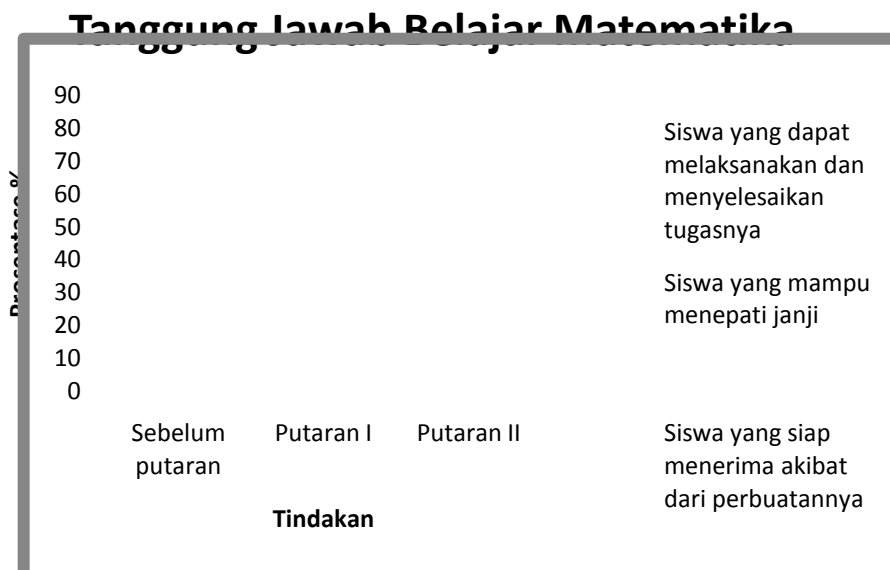 Tanggung Jawab Belajar Matematika
90
80
70
60
50
40
30
20
10
0
Prosentase %
Sebelum
putaran
Putaran I
Putaran II
Tindakan
Siswa yang dapat
melaksanakan dan
menyelesaikan
tugasnya
Siswa yang mampu
menepati janji
Siswa yang siap
menerima akibat
dari perbuatannya